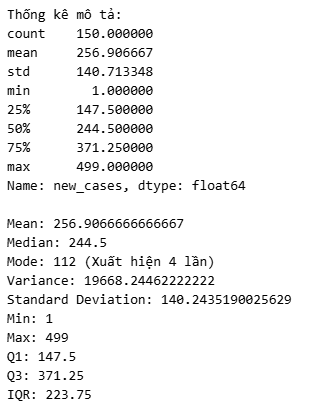 Thống kê mô tả:
count    150.000000
mean     256.906667
std      140.713348
min        1.000000
25%      147.500000
50%      244.500000
75%      371.250000
max      499.000000
Name: new_cases, dtype: float64

Mean: 256.9066666666667
Median: 244.5
Mode: 112 (Xuất hiện 4 lần)
Variance: 19668.24462222222
Standard Deviation: 140.2435190025629
Min: 1
Max: 499
Q1: 147.5
Q3: 371.25
IQR: 223.75